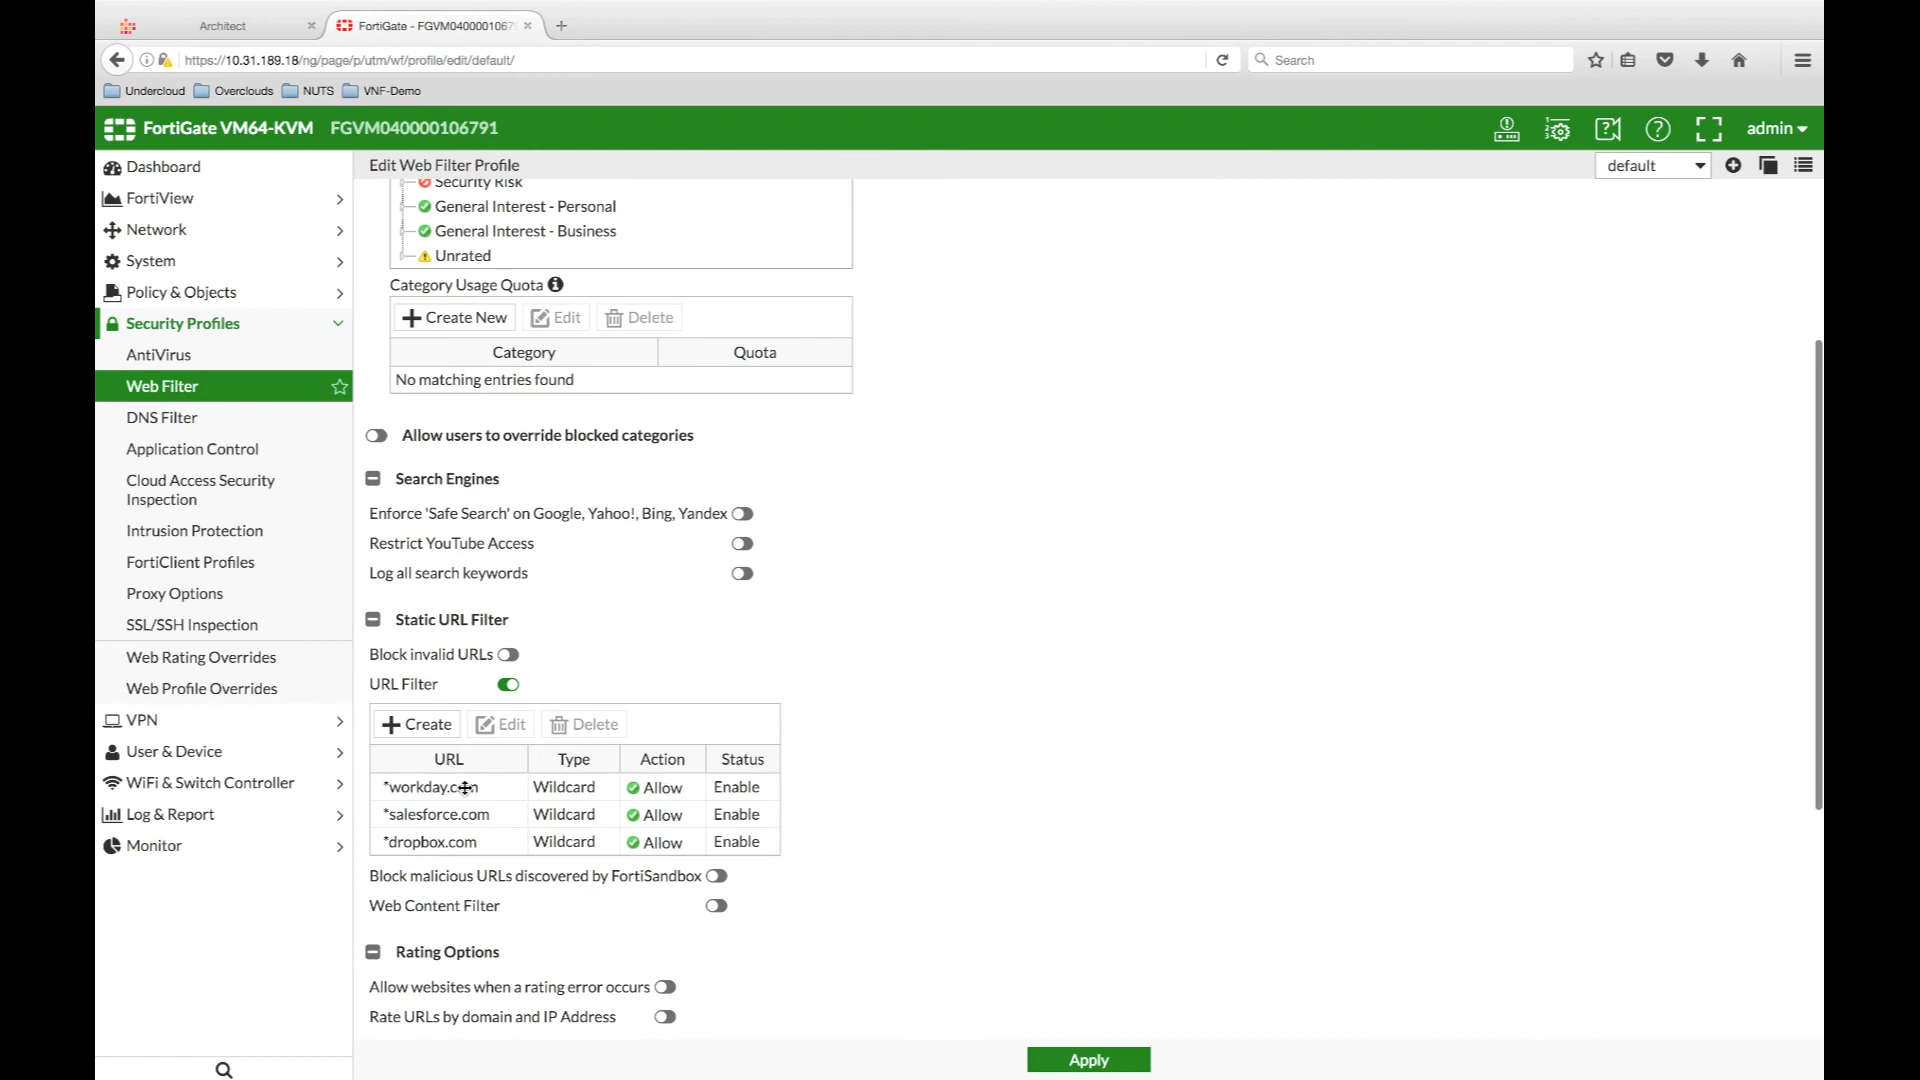 Architect
FortiGate - FGVM0400001067
https://10.31.189.18/ng/page/p/utm/wf/profile/edit/default/
Search
Undercloud
Overclouds
NUTS
VNF-Demo
FortiGate VM64-KVM FGVM040000106791
admin
Dashboard
FortiView
Network
System
Policy & Objects
Security Profiles
AntiVirus
Web Filter
DNS Filter
Application Control
Cloud Access Security
Inspection
Intrusion Protection
FortiClient Profiles
Proxy Options
SSL/SSH Inspection
Web Rating Overrides
Web Profile Overrides
VPN
User & Device
WiFi & Switch Controller
Log & Report
Monitor
Edit Web Filter Profile
default
Security Risk
General Interest - Personal
General Interest - Business
Unrated
Category Usage Quota
Create New Edit Delete
Category Quota
No matching entries found
Allow users to override blocked categories
Search Engines
Enforce 'Safe Search' on Google, Yahoo!, Bing, Yandex
Restrict YouTube Access
Log all search keywords
Static URL Filter
Block invalid URLs
URL Filter
Create Edit Delete
URL Type Action Status
*workday.com Wildcard Allow Enable
*salesforce.com Wildcard Allow Enable
*dropbox.com Wildcard Allow Enable
Block malicious URLs discovered by FortiSandbox
Web Content Filter
Rating Options
Allow websites when a rating error occurs
Rate URLs by domain and IP Address
Apply